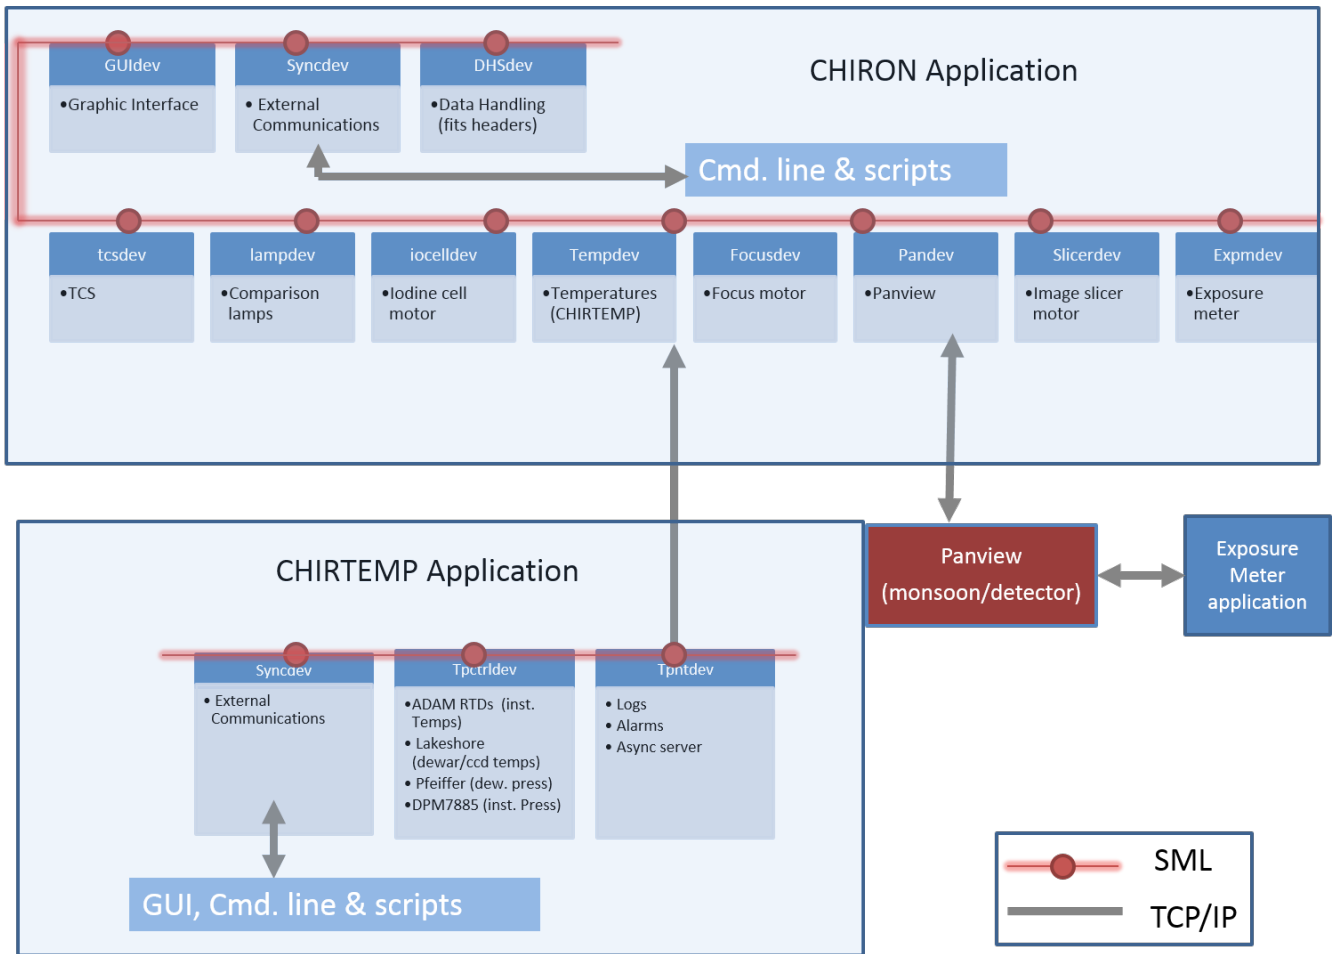 CHIRON Application
GUIdev
•Graphic Interface
Syncdev
• External
Communications
DHSdev
•Data Handling
(fits headers)
Cmd. line & scripts
tcsdev
•TCS
lampdev
•Comparison
lamps
iocelldev
•Iodine cell
motor
Tempdev
•Temperatures
(CHIRTEMP)
Focusdev
•Focus motor
Pandev
•Panview
Slicerdev
•Image slicer
motor
Expmdev
•Exposure
meter
CHIRTEMP Application
Panview
(monsoon/detector)
Exposure
Meter
application
Syncdev
• External
Communications
Tpctrldev
•ADAM RTDs (inst.
Temps)
• Lakeshore
(dewar/ccd temps)
• Pfeiffer (dew. press)
•DPM7885 (inst. Press)
Tphtdev
• Logs
• Alarms
• Async server
GUI, Cmd. line & scripts
SML
TCP/IP